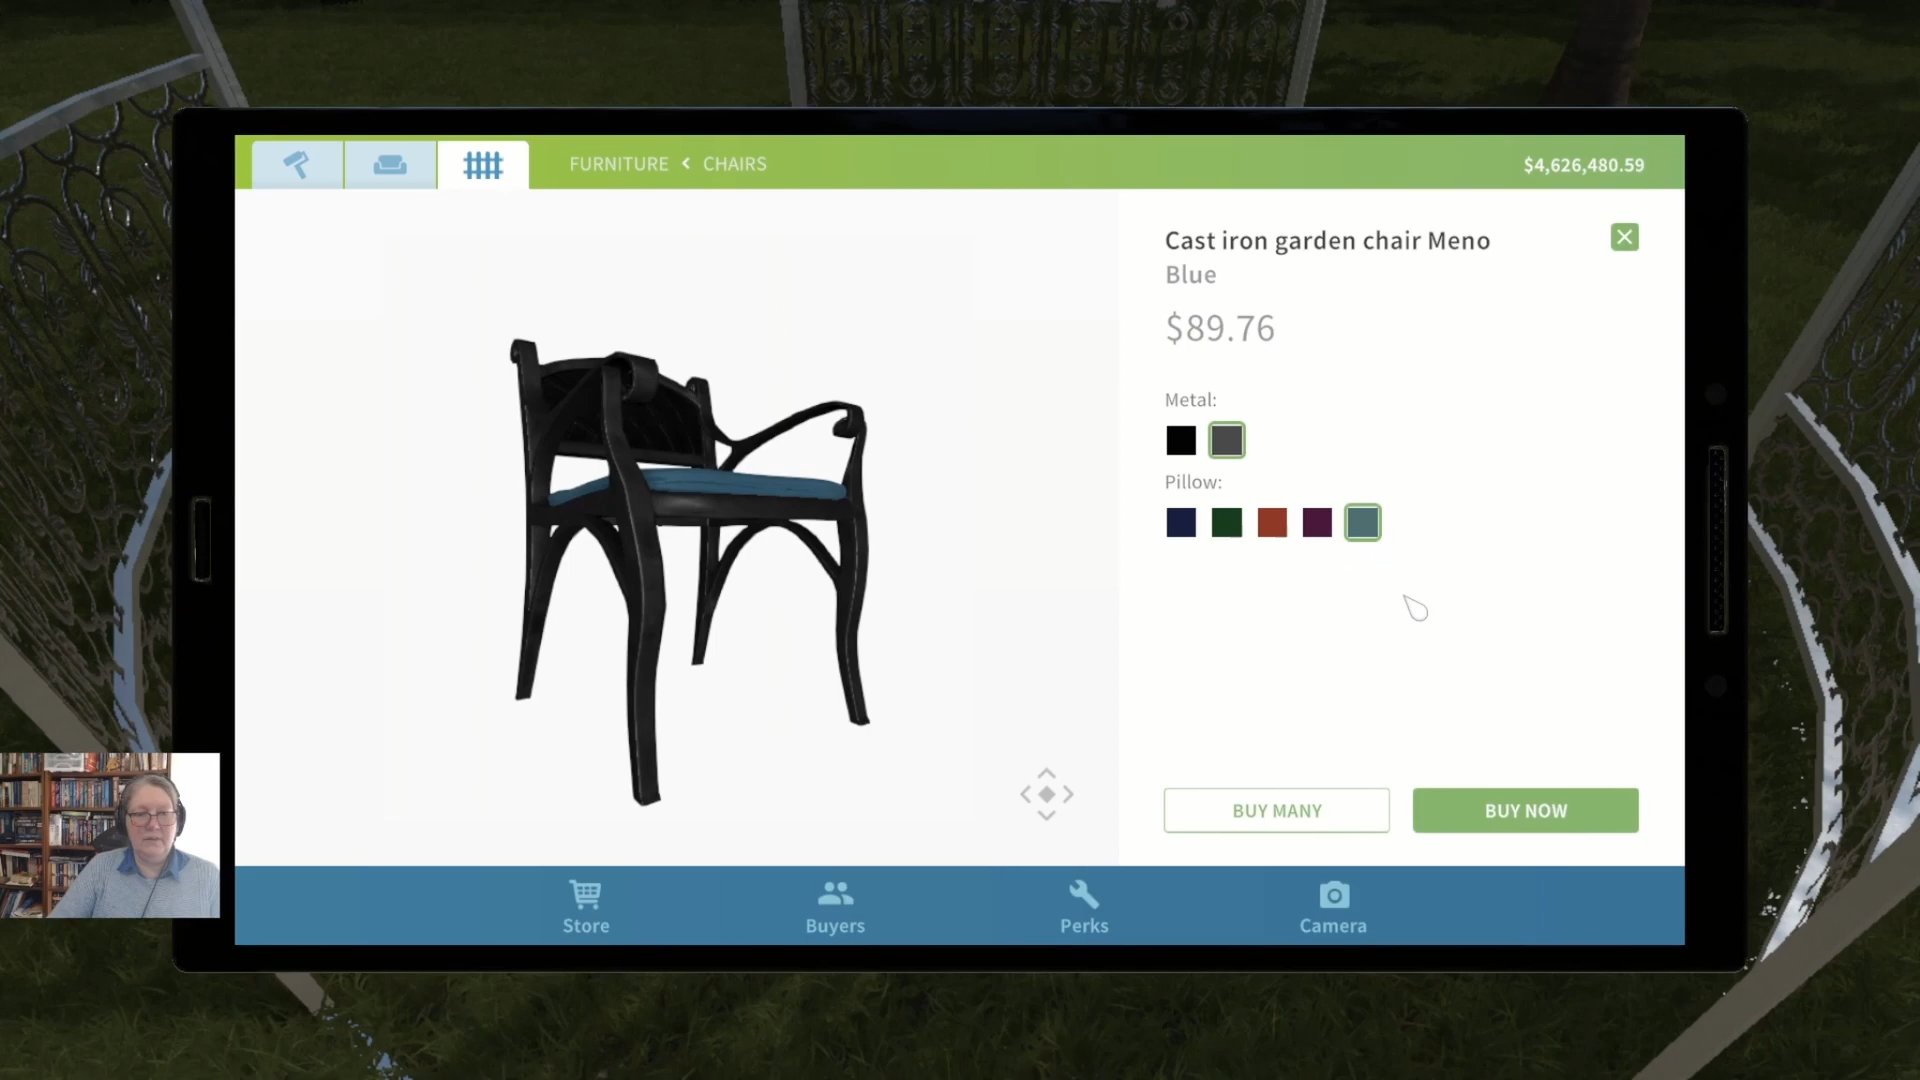 FURNITURE < CHAIRS
$4,626,480.59
Cast iron garden chair Meno
Blue
$89.76
Metal:
Pillow:
BUY MANY
BUY NOW
Store
Buyers
Perks
Camera